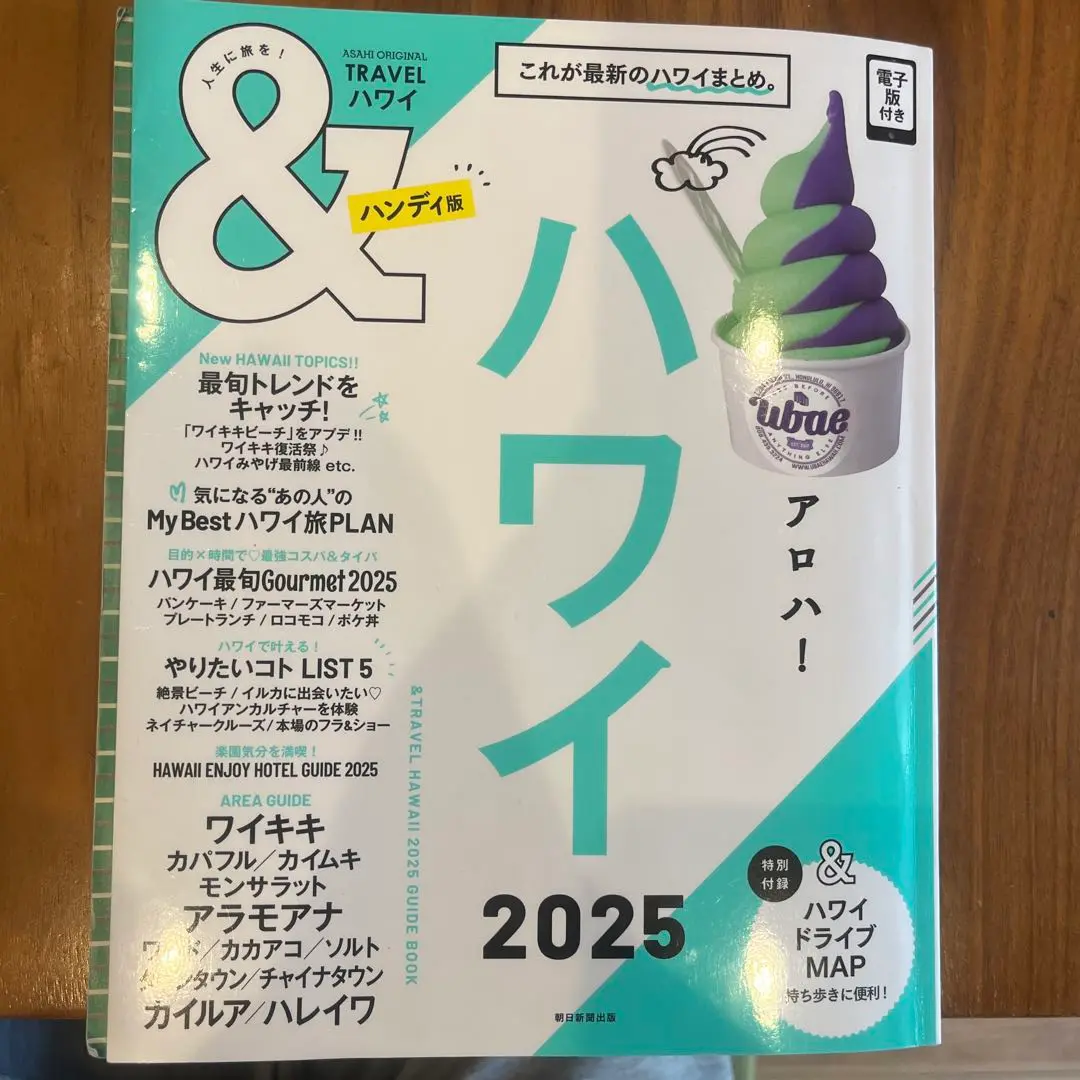 人生に旅を!
&
ASAHI ORIGINAL
TRAVEL
ハワイ
ハンディ版
これが最新のハワイまとめ。
電子
版
付き
ハワイ
2025
アロハ!
BEFORE
ubae
ANYTHING ELSE
WWW.UBAEHAWAII.COM
New HAWAII TOPICS!!
最旬トレンドを
キャッチ!
「ワイキキビーチ」をアプデ!!
ワイキキ復活祭♪
ハワイみやげ最前線 etc.
気になる“あの人”の
My Best ハワイ旅PLAN
目的×時間で♡最強コスパ&タイパ
ハワイ最旬Gourmet 2025
パンケーキ / ファーマーズマーケット
プレートランチ / ロコモコ / ポケ丼
ハワイで叶える!
やりたいコト LIST 5
絶景ビーチ / イルカに出会いたい♡
ハワイアンカルチャーを体験
ネイチャークルーズ / 本場のフラ&ショー
楽園気分を満喫!
HAWAII ENJOY HOTEL GUIDE 2025
AREA GUIDE
ワイキキ
カパフル/カイムキ
モンサラット
アラモアナ
カカアコ/ソルト
チャイナタウン
カイルア/ハレイワ
&TRAVEL HAWAII 2025 GUIDE BOOK
特別
付録
&
ハワイ
ドライブ
MAP
持ち歩きに便利!
朝日新聞出版